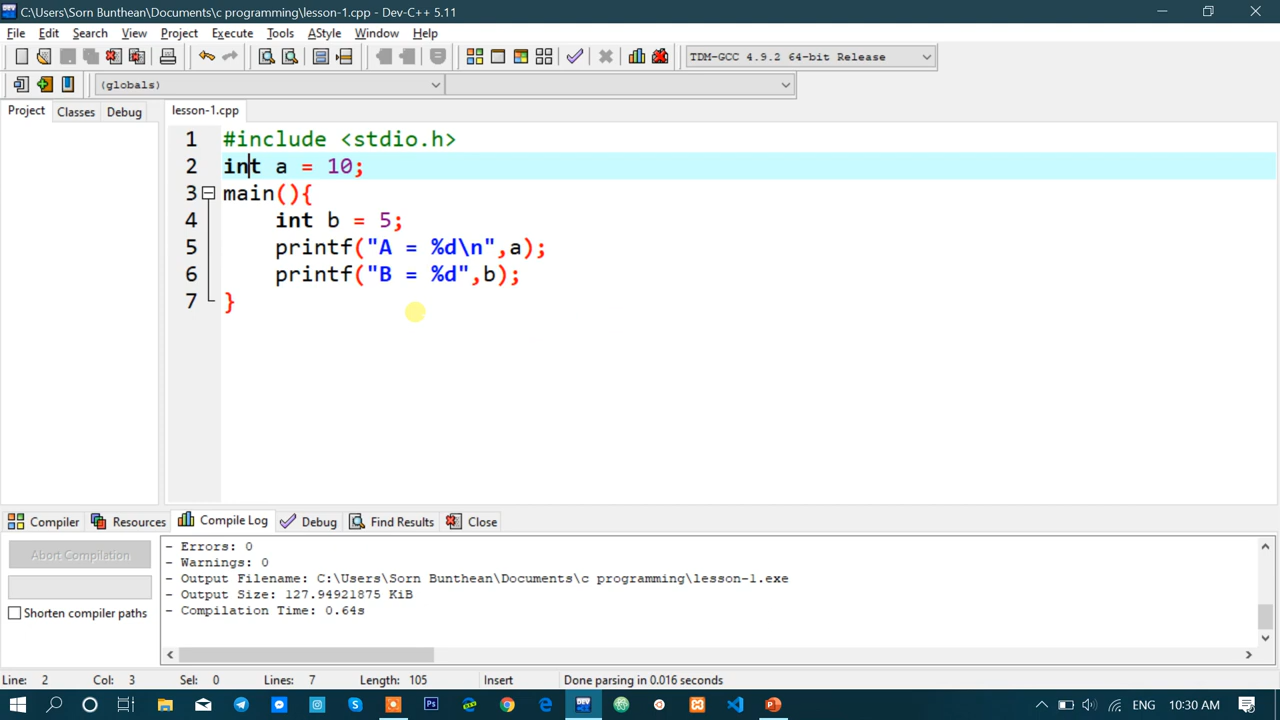 C:\Users\Sorn Bunthean\Documents\c programming\lesson-1.cpp - Dev-C++ 5.11
File Edit Search View Project Execute Tools AStyle Window Help
TDM-GCC 4.9.2 64-bit Release
(globals)
Project Classes Debug lesson-1.cpp
1 #include <stdio.h>
2 int a = 10;
3 main(){
4 int b = 5;
5 printf("A = %d\n",a);
6 printf("B = %d",b);
7 }
Compiler Resources Compile Log Debug Find Results Close
Abort Compilation
Shorten compiler paths
- Errors: 0
- Warnings: 0
- Output Filename: C:\Users\Sorn Bunthean\Documents\c programming\lesson-1.exe
- Output Size: 127.94921875 KiB
- Compilation Time: 0.64s
Line: 2 Col: 3 Sel: 0 Lines: 7 Length: 105 Insert Done parsing in 0.016 seconds
DEV Ps ENG 10:30 AM